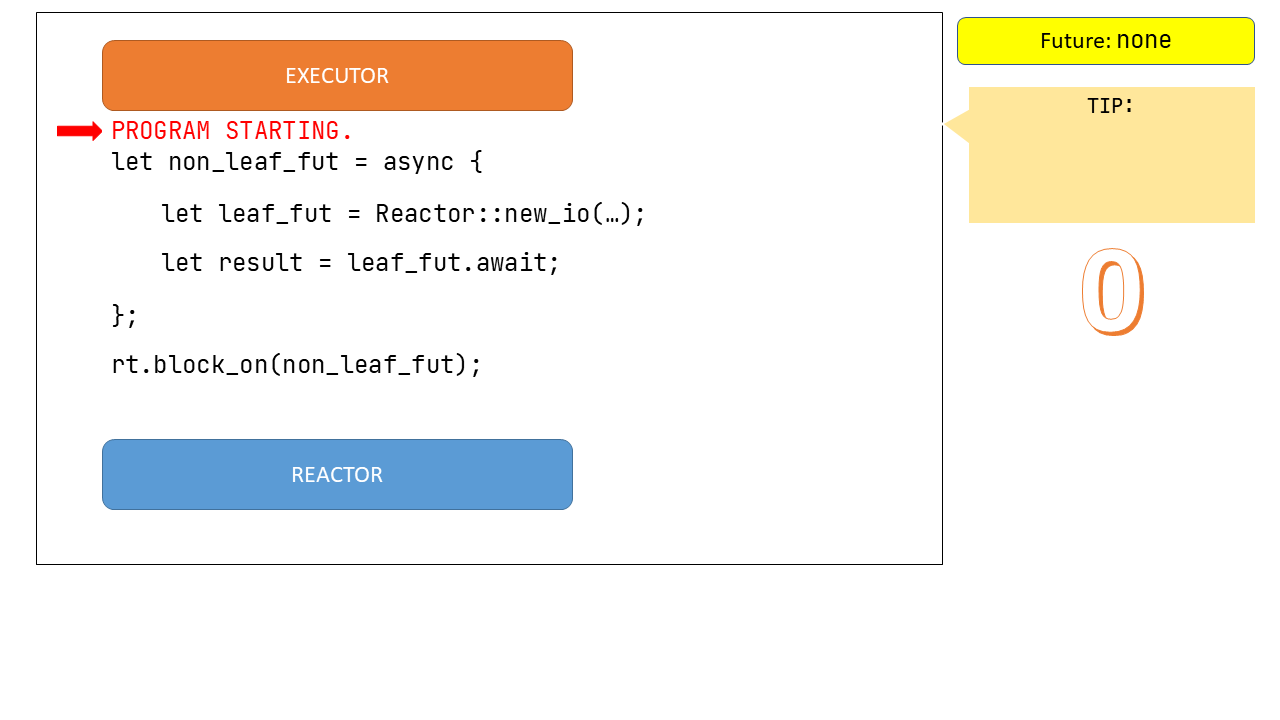 EXECUTOR
PROGRAM STARTING.
let non_leaf_fut = async {
let leaf_fut = Reactor::new_io(…);
let result = leaf_fut.await;
};
rt.block_on(non_leaf_fut);
REACTOR
Future: none
TIP:
0